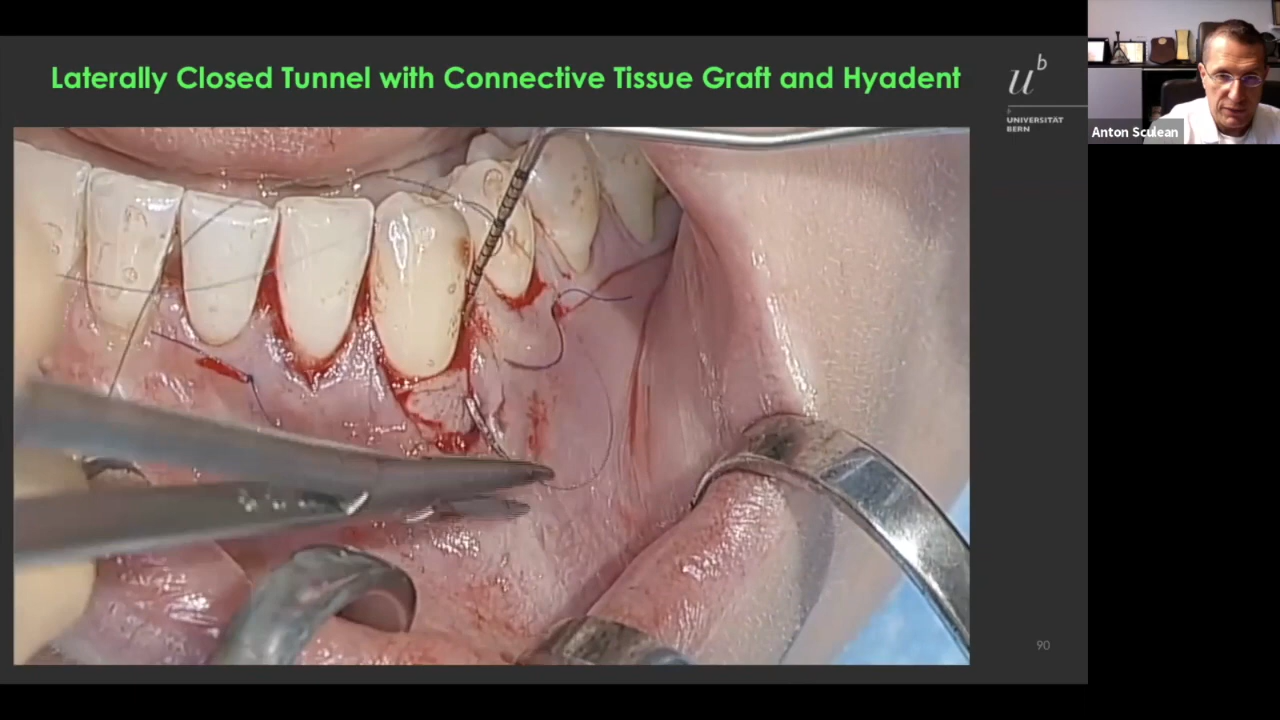 Laterally Closed Tunnel with Connective Tissue Graft and Hyadent
u
b
b
UNIVERSITÄT
BERN
Anton Sculean
90